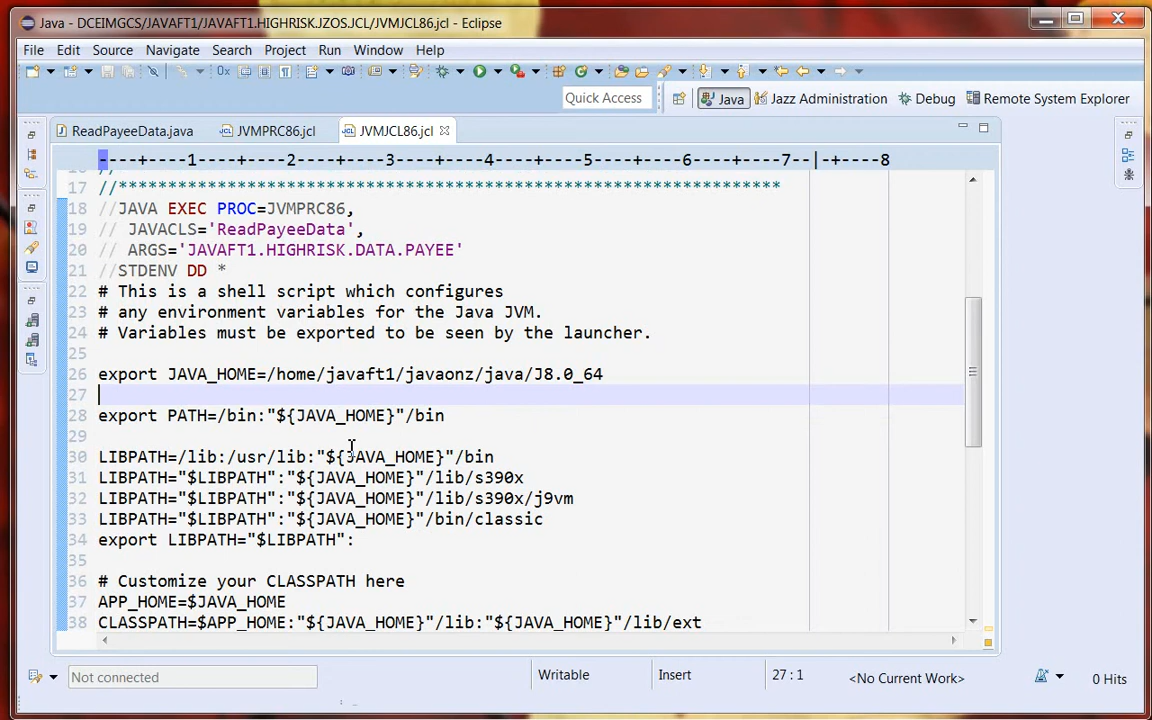 Java - DCEIMGCS/JAVAFT1/JAVAFT1.HIGHRISK.JZOS.JCL/JVMJCL86.jcl - Eclipse
File Edit Source Navigate Search Project Run Window Help
Quick Access Java Jazz Administration Debug Remote System Explorer
ReadPayeeData.java JVMPRC86.jcl JVMJCL86.jcl
----+----1----+----2----+----3----+----4----+----5----+----6----+----7--|-+----8
17 //*******************************************************************
18 //JAVA EXEC PROC=JVMPRC86,
19 // JAVACLS='ReadPayeeData',
20 // ARGS='JAVAFT1.HIGHRISK.DATA.PAYEE'
21 //STDENV DD *
22 # This is a shell script which configures
23 # any environment variables for the Java JVM.
24 # Variables must be exported to be seen by the launcher.
25
26 export JAVA_HOME=/home/javaft1/javaonz/java/J8.0_64
27
28 export PATH=/bin:"${JAVA_HOME}"/bin
29
30 LIBPATH=/lib:/usr/lib:"${JAVA_HOME}"/bin
31 LIBPATH="$LIBPATH":"${JAVA_HOME}"/lib/s390x
32 LIBPATH="$LIBPATH":"${JAVA_HOME}"/lib/s390x/j9vm
33 LIBPATH="$LIBPATH":"${JAVA_HOME}"/bin/classic
34 export LIBPATH="$LIBPATH":
35
36 # Customize your CLASSPATH here
37 APP_HOME=$JAVA_HOME
38 CLASSPATH=$APP_HOME:"${JAVA_HOME}"/lib:"${JAVA_HOME}"/lib/ext
Not connected Writable Insert 27 : 1 <No Current Work> 0 Hits